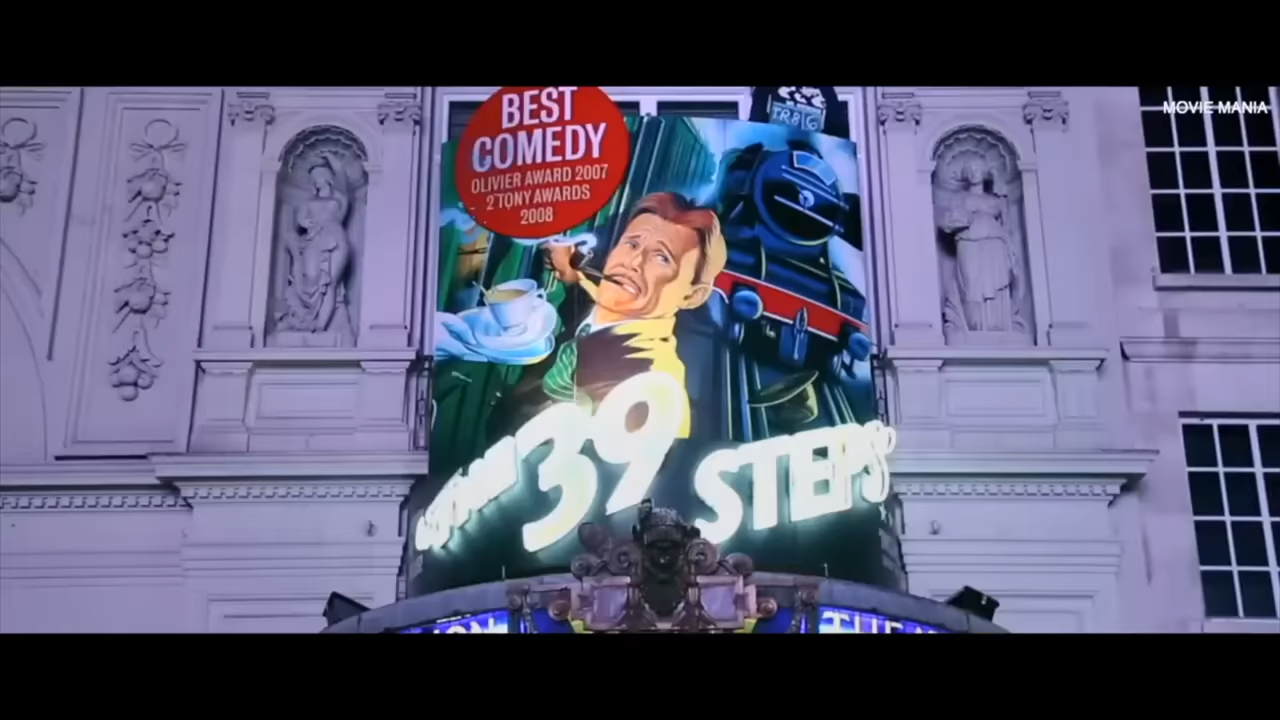 MOVIE MANIA
BEST
COMEDY
OLIVIER AWARD 2007
2 TONY AWARDS
2008
39 STEPS